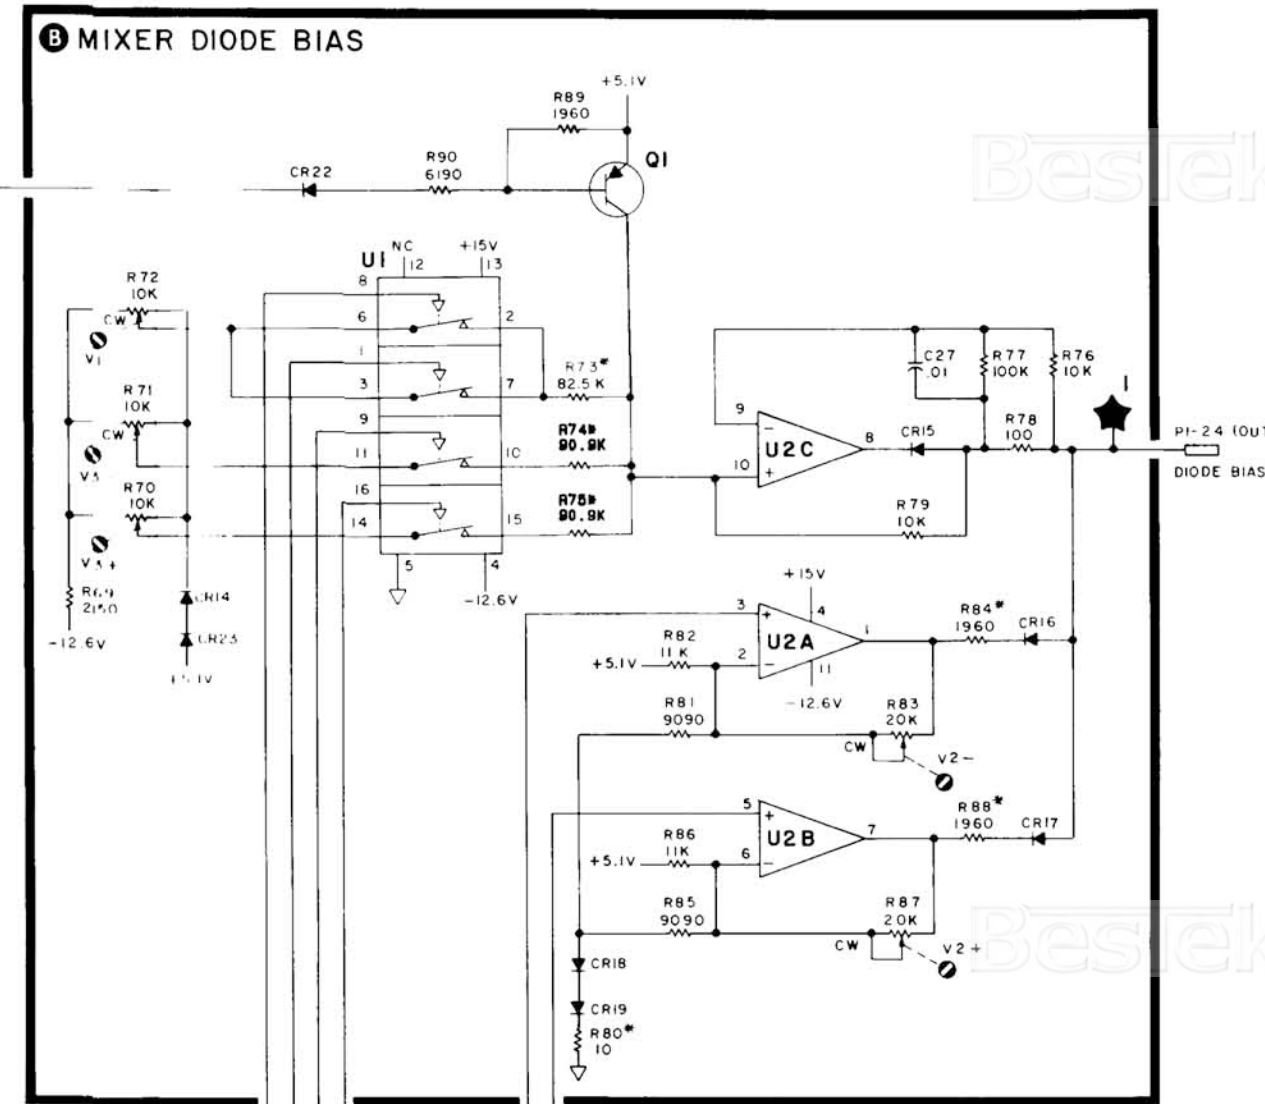 B MIXER DIODE BIAS
+5.1V
R89
1960
Q1
R90
6190
CR22
BesTek
NC
+15V
U1
12
13
8
R72
10K
CW
V1
6
2
1
R73*
82.5K
3
7
R71
10K
CW
V3
9
R74*
90.9K
11
10
R70
10K
V3+
16
R75*
90.9K
14
15
5
4
-12.6V
R69
2150
-12.6V
CR14
CR23
C27
.01
R77
100K
R76
10K
1
9
-
U2C
8
CR15
R78
100
10
+
P1-24 (OUT
DIODE BIAS
R79
10K
+15V
3
+
4
U2A
1
R84*
1960
CR16
R82
11K
+5.1V
2
-
11
-12.6V
R81
9090
R83
20K
CW
V2-
5
+
U2B
7
R88*
1960
CR17
R86
11K
+5.1V
6
-
R85
9090
R87
20K
CW
V2+
BesTek
CR18
CR19
R80*
10